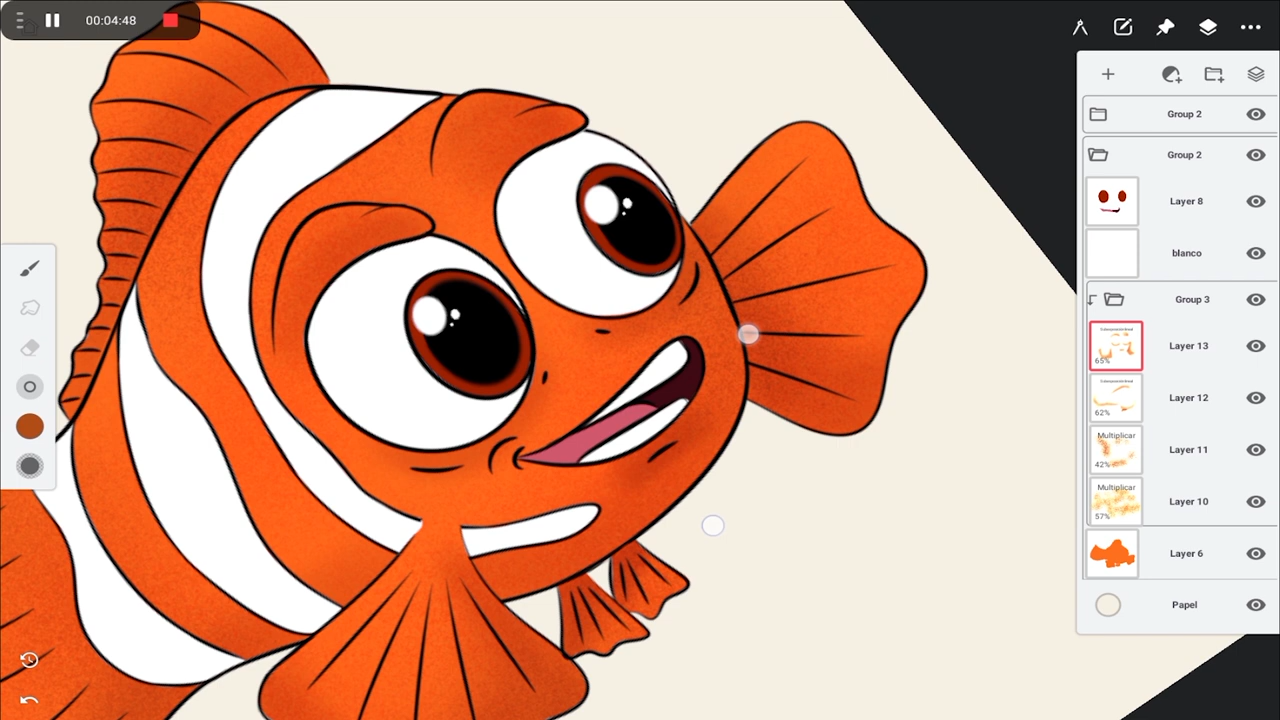 00:04:48
Group 2
Group 2
Layer 8
blanco
Group 3
Layer 13
65%
Layer 12
62%
Multiplicar
Layer 11
42%
Multiplicar
Layer 10
57%
Layer 6
Papel